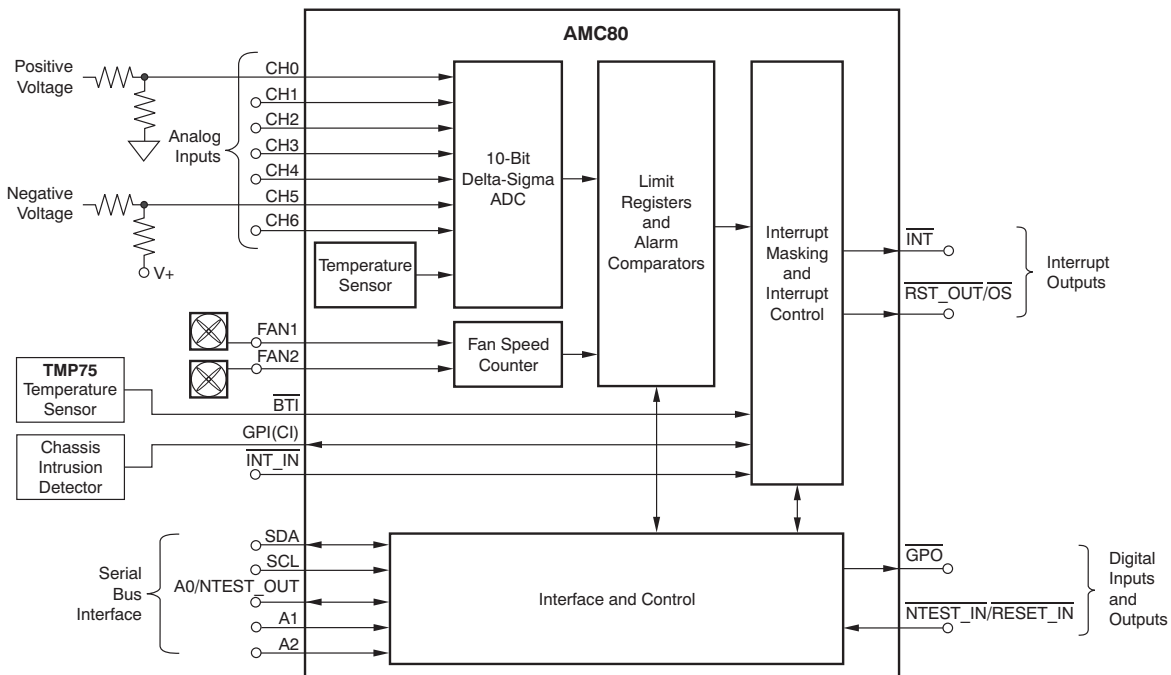 AMC80
Positive
Voltage
Analog
Inputs
Negative
Voltage
V+
CH0
CH1
CH2
CH3
CH4
CH5
CH6
10-Bit
Delta-Sigma
ADC
Temperature
Sensor
Limit
Registers
and
Alarm
Comparators
Interrupt
Masking
and
Interrupt
Control
INT
RST_OUT/OS
Interrupt
Outputs
FAN1
FAN2
Fan Speed
Counter
TMP75
Temperature
Sensor
BTI
Chassis
Intrusion
Detector
GPI(CI)
INT_IN
Serial
Bus
Interface
SDA
SCL
A0/NTEST_OUT
A1
A2
Interface and Control
GPO
NTEST_IN/RESET_IN
Digital
Inputs
and
Outputs